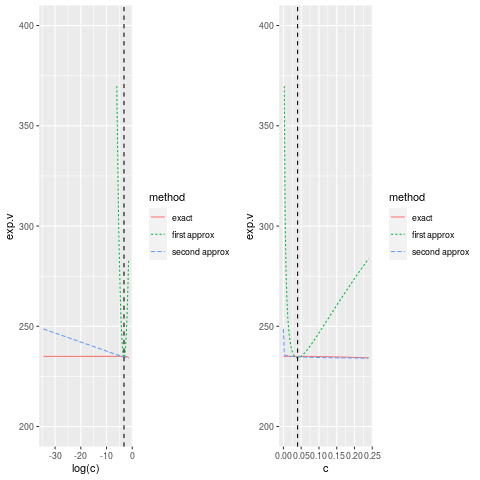 400
350
300
250
200
exp.v
-30
-20
-10
0
log(c)
method
exact
first approx
second approx
400
350
300
250
200
exp.v
0.00
0.05
0.10
0.15
0.20
0.25
c
method
exact
first approx
second approx